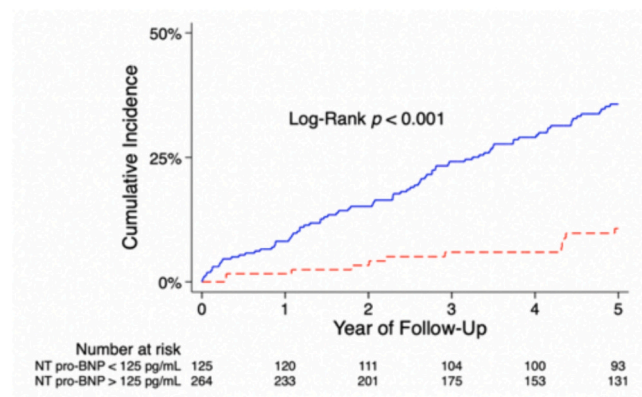 50%
25%
0%
Cumulative Incidence
Log-Rank p < 0.001
0 1 2 3 4 5
Year of Follow-Up
Number at risk
NT pro-BNP < 125 pg/mL 125 120 111 104 100 93
NT pro-BNP > 125 pg/mL 264 233 201 175 153 131